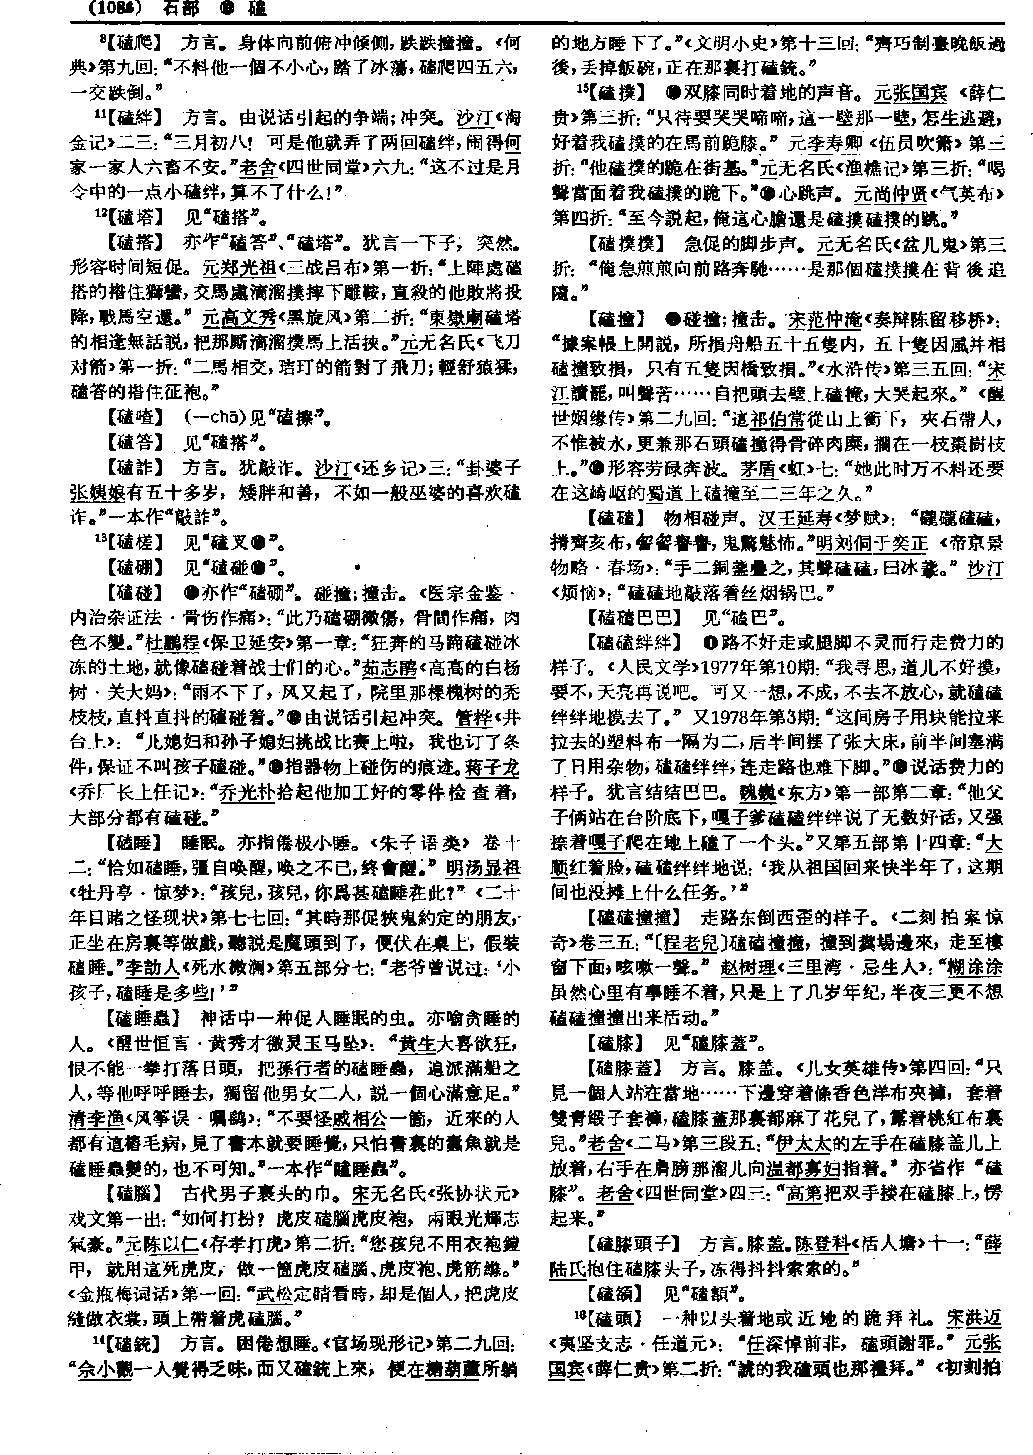 (1086) 石部 ⑩ 磕
⁸【磕爬】 方言。身体向前俯冲倾侧,跌跌撞撞。《何
典》第九回:“不料他一個不小心,踏了冰蕩,磕爬四五六,
一交跌倒。”
¹¹【磕絆】 方言。由说话引起的争端;冲突。沙汀《淘
金记》二三:“三月初八! 可是他就弄了两回磕绊,闹得何
家一家人六畜不安。”老舍《四世同堂》六九:“这不过是月
令中的一点小磕绊,算不了什么!”
¹²【磕塔】 见“磕搭”。
【磕搭】 亦作“磕答”、“磕塔”。犹言一下子;突然。
形容时间短促。元郑光祖《三战吕布》第一折:“上陣處磕
搭的揝住獅蠻,交馬處滴溜撲摔下雕鞍,直殺的他敗將投
降,戰馬空還。” 元高文秀《黑旋风》第二折:“東嶽廟磕塔
的相逢無話説,把那厮滴溜撲馬上活挾。”元无名氏《飞刀
对箭》第一折:“二馬相交,珰玎的箭對了飛刀;輕舒猿猱,
磕答的揝住征袍。”
【磕喳】 (一chā)见“磕擦”。
【磕答】 见“磕搭”。
【磕詐】 方言。犹敲诈。沙汀《还乡记》三:“卦婆子
张姨娘有五十多岁, 矮胖和善, 不如一般巫婆的喜欢磕
诈。”一本作“敲詐”。
¹³【磕槎】 见“磕叉❷”。
【磕硼】 见“磕碰❶”。
【磕碰】 ❶亦作“磕硼”。碰撞;撞击。《医宗金鉴·
内治杂证法·骨伤作痛》:“此乃磕硼微傷,骨間作痛,肉
色不變。”杜鹏程《保卫延安》第一章:“狂奔的马蹄磕碰冰
冻的土地,就像磕碰着战士们的心。”茹志鹃《高高的白杨
树·关大妈》:“雨不下了,风又起了,院里那棵槐树的秃
枝枝,直抖直抖的磕碰着。”❷由说话引起冲突。管桦《井
台上》: “儿媳妇和孙子媳妇挑战比赛上啦, 我也订了条
件,保证不叫孩子磕碰。”❸指器物上碰伤的痕迹。蒋子龙
《乔厂长上任记》:“乔光朴拾起他加工好的零件检查着,
大部分都有磕碰。”
【磕睡】 睡眠。亦指倦极小睡。《朱子语类》卷十
二:“恰如磕睡,彊自喚醒,唤之不已,終會醒。” 明汤显祖
《牡丹亭·惊梦》:“孩兒,孩兒,你爲甚磕睡在此?” 《二十
年目睹之怪现状》第七七回:“其時那促狹鬼約定的朋友,
正坐在房裏等做戲,聽説是魔頭到了,便伏在桌上,假装
磕睡。”李劼人《死水微澜》第五部分七:“老爷曾说过:‘小
孩子,磕睡是多些!’”
【磕睡蟲】 神话中一种促人睡眠的虫。亦喻贪睡的
人。《醒世恒言·黄秀才徼灵玉马坠》: “黄生大喜欲狂,
恨不能一拳打落日頭, 把孫行者的磕睡蟲, 遍派滿船之
人,等他呼呼睡去,獨留他男女二人,説一個心滿意足。”
清李渔《风筝误·嘱鹞》:“不要怪戚相公一箇, 近來的人
都有這樁毛病,見了書本就要睡覺,只怕書裏的蠹魚就是
磕睡蟲變的,也不可知。”一本作“瞌睡蟲”。
【磕腦】 古代男子裹头的巾。宋无名氏《张协状元》
戏文第一出:“如何打扮? 虎皮磕腦虎皮袍, 兩眼光輝志
氣豪。”元陈以仁《存孝打虎》第二折:“您孩兒不用衣袍鎧
甲, 就用這死虎皮, 做一箇虎皮磕腦、虎皮袍、虎筋縧。”
《金瓶梅词话》第一回:“武松定睛看時,却是個人,把虎皮
縫做衣裳,頭上帶着虎磕腦。”
¹⁴【磕銃】 方言。困倦想睡。《官场现形记》第二九回:
“佘小觀一人覺得乏味,而又磕銃上來, 便在糖葫蘆所躺
的地方睡下了。”《文明小史》第十三回:“齊巧制臺晚飯過
後,丢掉飯碗,正在那裏打磕銃。”
¹⁵【磕撲】 ❶双膝同时着地的声音。元张国宾《薛仁
贵》第三折:“只待要哭哭啼啼,這一壁那一壁,怎生逃避,
好着我磕撲的在馬前跪膝。” 元李寿卿《伍员吹箫》第三
折:“他磕撲的跪在街基。”元无名氏《渔樵记》第三折:“喝
聲當面着我磕撲的跪下。”❷心跳声。元尚仲贤《气英布》
第四折:“至今説起,俺這心膽還是磕撲磕撲的跳。”
【磕撲撲】 急促的脚步声。元无名氏《盆儿鬼》第三
折: “俺急煎煎向前路奔馳……是那個磕撲撲在背後追
隨。”
【磕撞】 ❶碰撞;撞击。宋范仲淹《奏辩陈留移桥》:
“據案帳上開説,所損舟船五十五隻内,五十隻因風并相
磕撞致損,只有五隻因橋致損。”《水浒传》第三五回:“宋
江讀罷,叫聲苦……自把頭去壁上磕撞,大哭起來。”《醒
世姻缘传》第二九回:“這祁伯常從山上衝下, 夾石帶人,
不惟被水,更兼那石頭磕撞得骨碎肉糜,擱在一枝棗樹枝
上。”❷形容劳碌奔波。茅盾《虹》七:“她此时万不料还要
在这崎岖的蜀道上磕撞至二三年之久。”
【磕磕】 物相碰声。汉王延寿《梦赋》: “礲礲磕磕,
鬼驚魅怖。”明刘侗于奕正《帝京景
物略·春场》:“手二銅盞疊之,其聲磕磕,曰冰盞。” 沙汀
《烦恼》:“磕磕地敲落着丝烟锅巴。”
【磕磕巴巴】 见“磕巴”。
【磕磕绊绊】 ❶路不好走或腿脚不灵而行走费力的
样子。《人民文学》1977年第10期:“我寻思,道儿不好摸,
要不,天亮再说吧。可又一想,不成,不去不放心,就磕磕
绊绊地摸去了。” 又1978年第3期:“这间房子用块能拉来
拉去的塑料布一隔为二,后半间摆了张大床,前半间塞满
了日用杂物,磕磕绊绊,连走路也难下脚。”❷说话费力的
样子。犹言结结巴巴。魏巍《东方》第一部第二章:“他父
子俩站在台阶底下,嘎子爹磕磕绊绊说了无数好话,又强
捺着嘎子爬在地上磕了一个头。”又第五部第十四章:“大
顺红着脸,磕磕绊绊地说:‘我从祖国回来快半年了,这期
间也没摊上什么任务。’”
【磕磕撞撞】 走路东倒西歪的样子。《二刻拍案惊
奇》卷三五:“〔程老兒〕磕磕撞撞,撞到糞場邊來,走至樓
窗下面,咳嗽一聲。” 赵树理《三里湾·忌生人》:“糊涂涂
虽然心里有事睡不着,只是上了几岁年纪,半夜三更不想
磕磕撞撞出来活动。”
【磕膝】 见“磕膝蓋”。
【磕膝蓋】 方言。膝盖。《儿女英雄传》第四回:“只
見一個人站在當地……下邊穿着條香色洋布夾褲, 套着
雙青緞子套褲,磕膝蓋那裏都麻了花兒了,露着桃紅布裏
兒。”老舍《二马》第三段五:“伊太太的左手在磕膝盖儿上
放着,右手在肩膀那溜儿向温都寡妇指着。” 亦省作“磕
膝”。老舍《四世同堂》四三:“高第把双手搂在磕膝上,愣
起来。”
【磕膝頭子】 方言。膝盖。陈登科《活人塘》十一:“薛
陆氏抱住磕膝头子,冻得抖抖索索的。”
【磕額】 见“磕額”。
¹⁶【磕頭】 一种以头着地或近地的跪拜礼。宋洪迈
《夷坚支志·任道元》: “任深悼前非, 磕頭謝罪。” 元张
国宾《薛仁贵》第二折:“諕的我磕頭也那禮拜。”《初刻拍